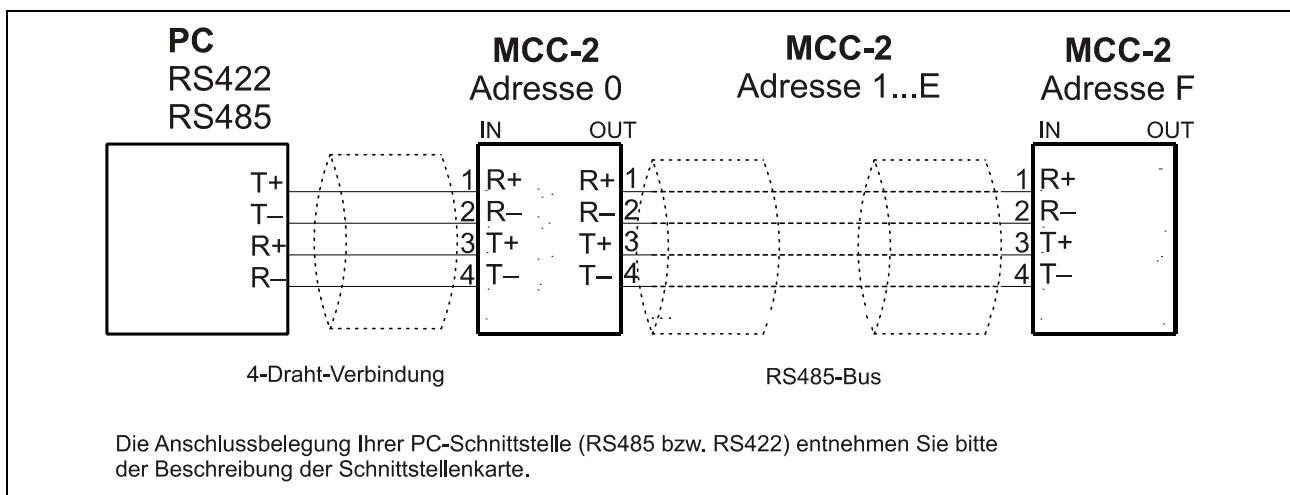 PC
RS422
RS485
MCC-2
Adresse 0
MCC-2
Adresse 1...E
MCC-2
Adresse F
IN OUT
IN OUT
T+ 1 R+ R+ 1 1 R+
T– 2 R– R– 2 2 R–
R+ 3 T+ T+ 3 3 T+
R– 4 T– T– 4 4 T–
4-Draht-Verbindung
RS485-Bus
Die Anschlussbelegung Ihrer PC-Schnittstelle (RS485 bzw. RS422) entnehmen Sie bitte
der Beschreibung der Schnittstellenkarte.